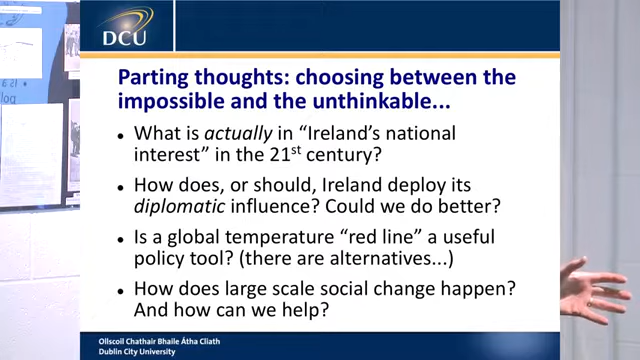 DCU
Parting thoughts: choosing between the
impossible and the unthinkable...
• What is actually in “Ireland’s national
interest” in the 21st century?
• How does, or should, Ireland deploy its
diplomatic influence? Could we do better?
• Is a global temperature “red line” a useful
policy tool? (there are alternatives...)
• How does large scale social change happen?
And how can we help?
Ollscoil Chathair Bhaile Átha Cliath
Dublin City University